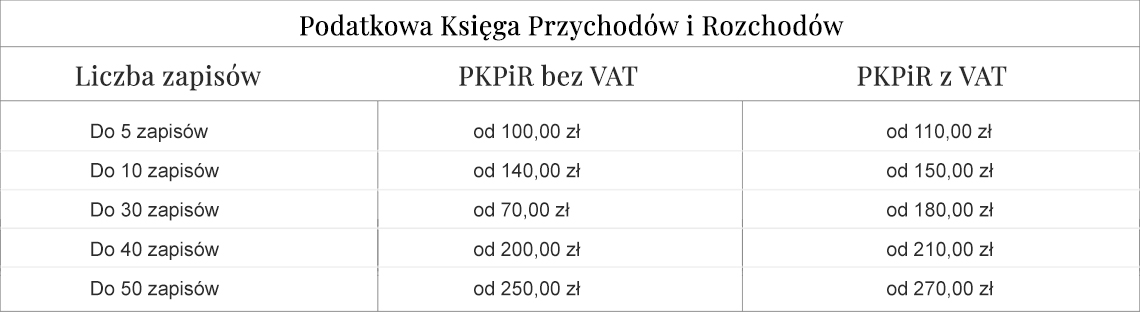 Podatkowa Księga Przychodów i Rozchodów
Liczba zapisów PKPiR bez VAT PKPiR z VAT
Do 5 zapisów od 100,00 zł od 110,00 zł
Do 10 zapisów od 140,00 zł od 150,00 zł
Do 30 zapisów od 70,00 zł od 180,00 zł
Do 40 zapisów od 200,00 zł od 210,00 zł
Do 50 zapisów od 250,00 zł od 270,00 zł